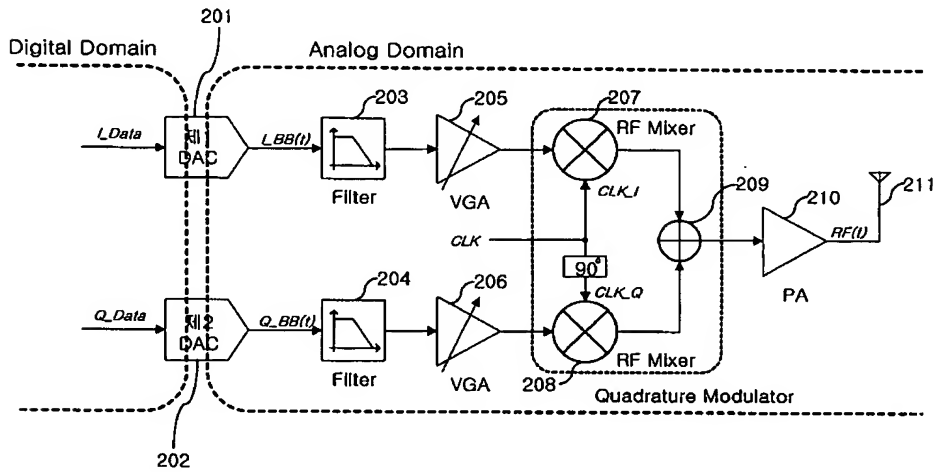 201
Digital Domain
Analog Domain
203
205
207
RF Mixer
I_Data
제1
DAC
I_BB(t)
Filter
VGA
CLK_I
209
210
211
CLK
90°
RF(t)
PA
204
206
CLK_Q
Q_Data
제2
DAC
Q_BB(t)
Filter
VGA
208
RF Mixer
Quadrature Modulator
202